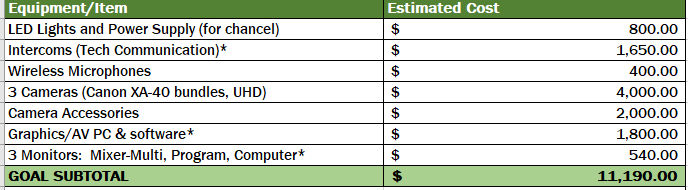 Equipment/Item Estimated Cost
LED Lights and Power Supply (for chancel) $ 800.00
Intercoms (Tech Communication)* $ 1,650.00
Wireless Microphones $ 400.00
3 Cameras (Canon XA-40 bundles, UHD) $ 4,000.00
Camera Accessories $ 2,000.00
Graphics/AV PC & software* $ 1,800.00
3 Monitors: Mixer-Multi, Program, Computer* $ 540.00
GOAL SUBTOTAL $ 11,190.00